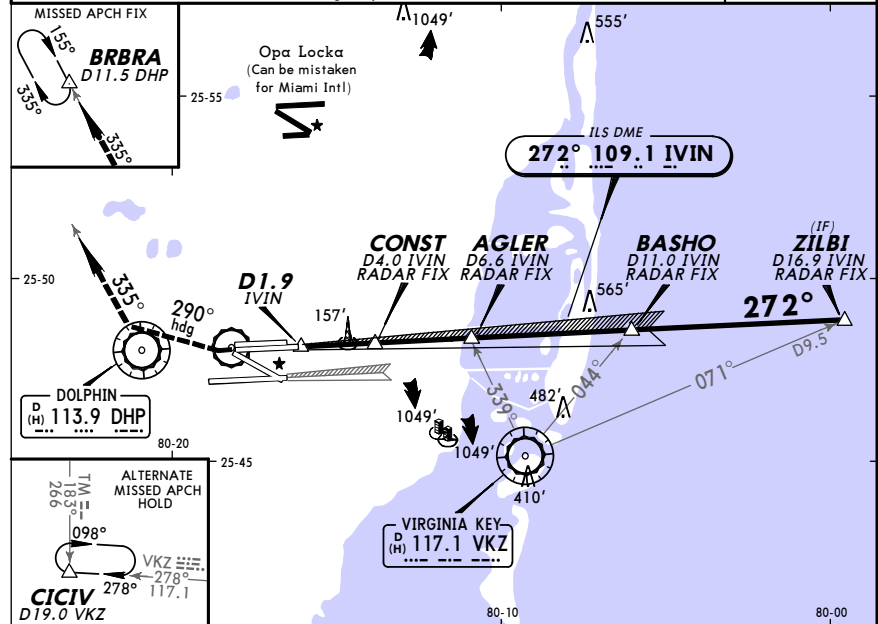 MISSED APCH FIX
155°
BRBRA
D11.5 DHP
335°
335°
Opa Locka
(Can be mistaken
for Miami Intl)
1049'
555'
25-55
ILS DME
272° 109.1 IVIN
CONST
D4.0 IVIN
RADAR FIX
AGLER
D6.6 IVIN
RADAR FIX
BASHO
D11.0 IVIN
RADAR FIX
(IF)
ZILBI
D16.9 IVIN
RADAR FIX
25-50
335°
290°
hdg
D1.9
IVIN
157'
565'
272°
D9.5
071°
044°
339°
482'
DOLPHIN
D
(H) 113.9 DHP
80-20
1049'
1049'
25-45
410'
VIRGINIA KEY
D
(H) 117.1 VKZ
ALTERNATE
MISSED APCH
HOLD
TM
183°
266
098°
VKZ
278°
117.1
278°
CICIV
D19.0 VKZ
80-10
80-00